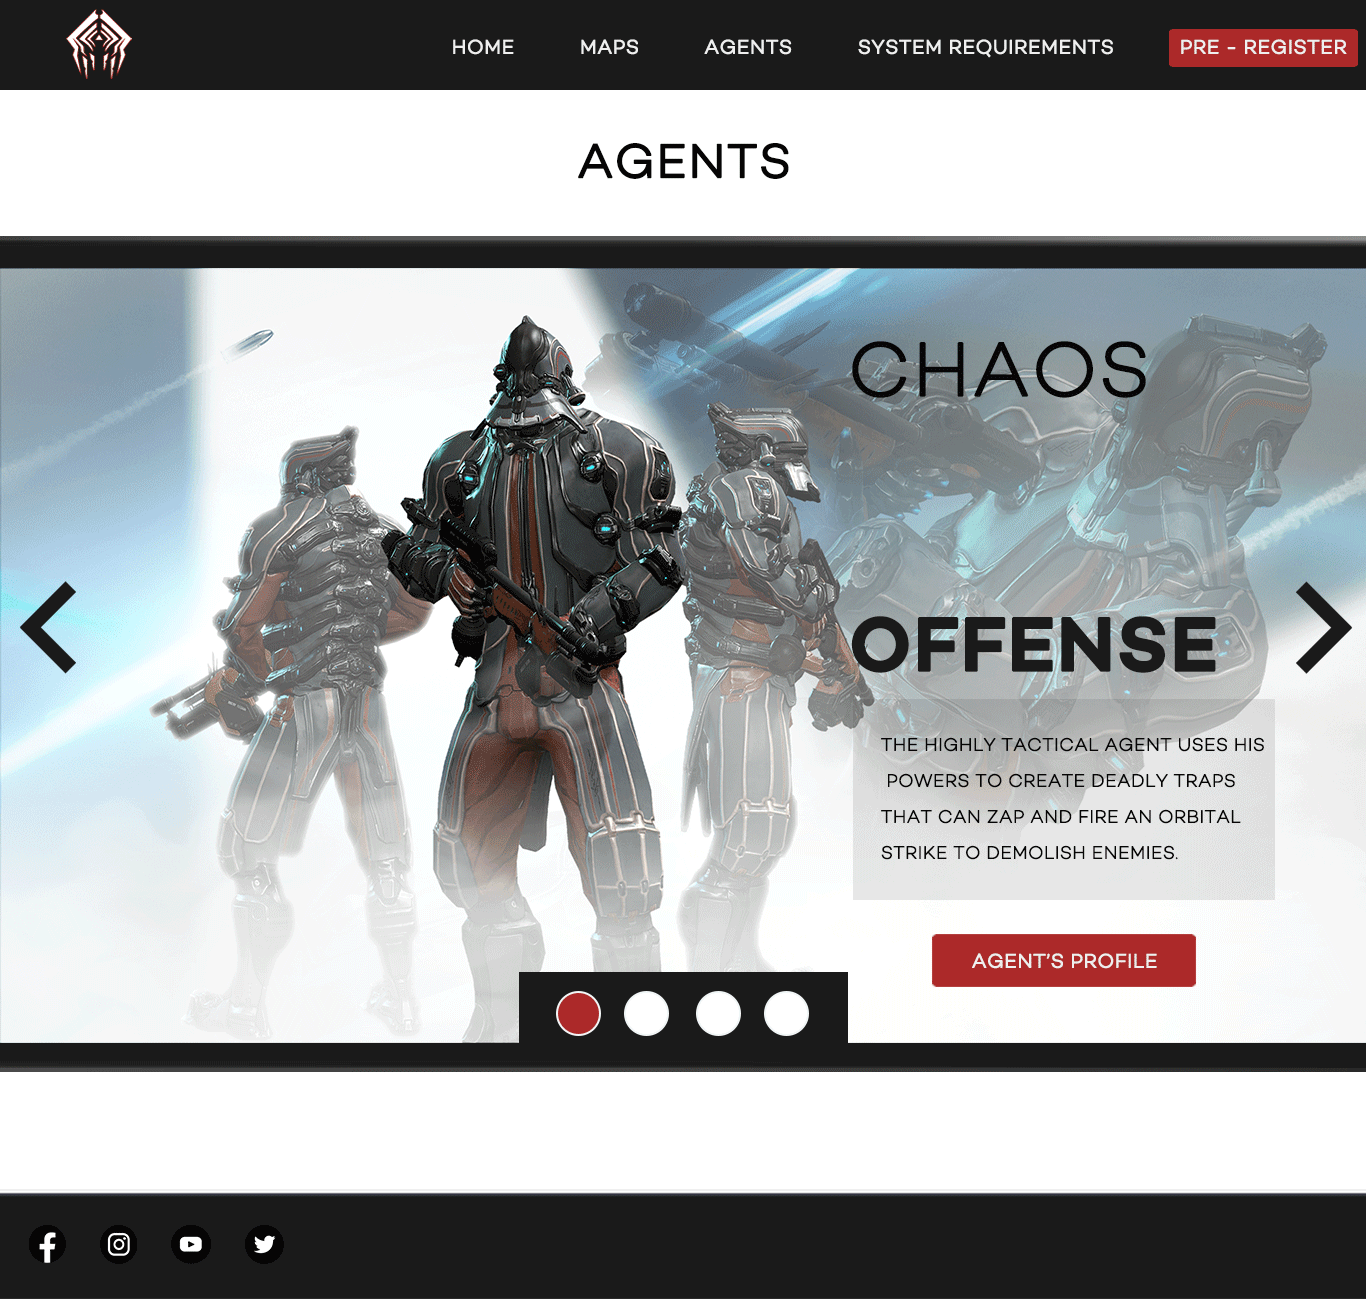 HOME
MAPS
AGENTS
SYSTEM REQUIREMENTS
PRE - REGISTER
AGENTS
CHAOS
OFFENSE
THE HIGHLY TACTICAL AGENT USES HIS
POWERS TO CREATE DEADLY TRAPS
THAT CAN ZAP AND FIRE AN ORBITAL
STRIKE TO DEMOLISH ENEMIES.
AGENT'S PROFILE